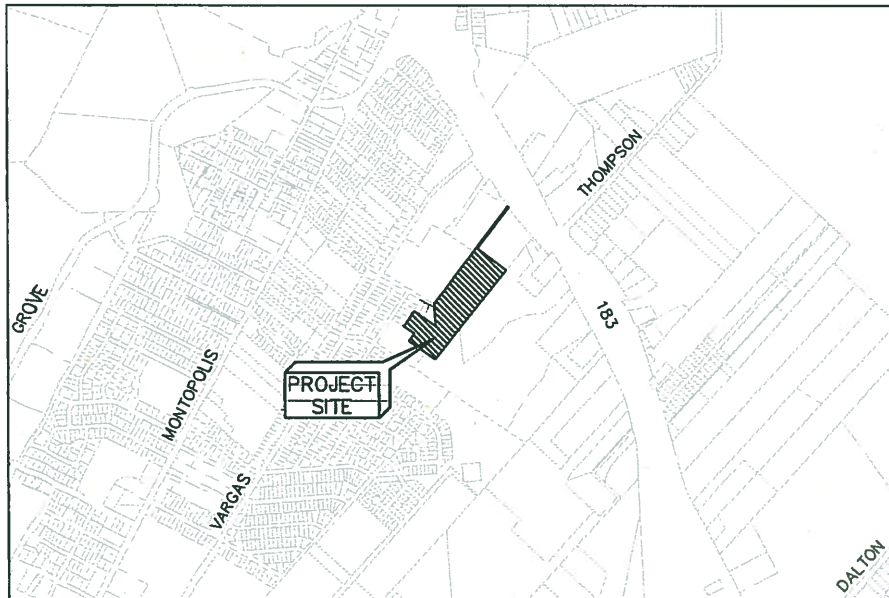 THOMPSON
GROVE
183
MONTOPOLIS
PROJECT
SITE
VARGAS
DALTON